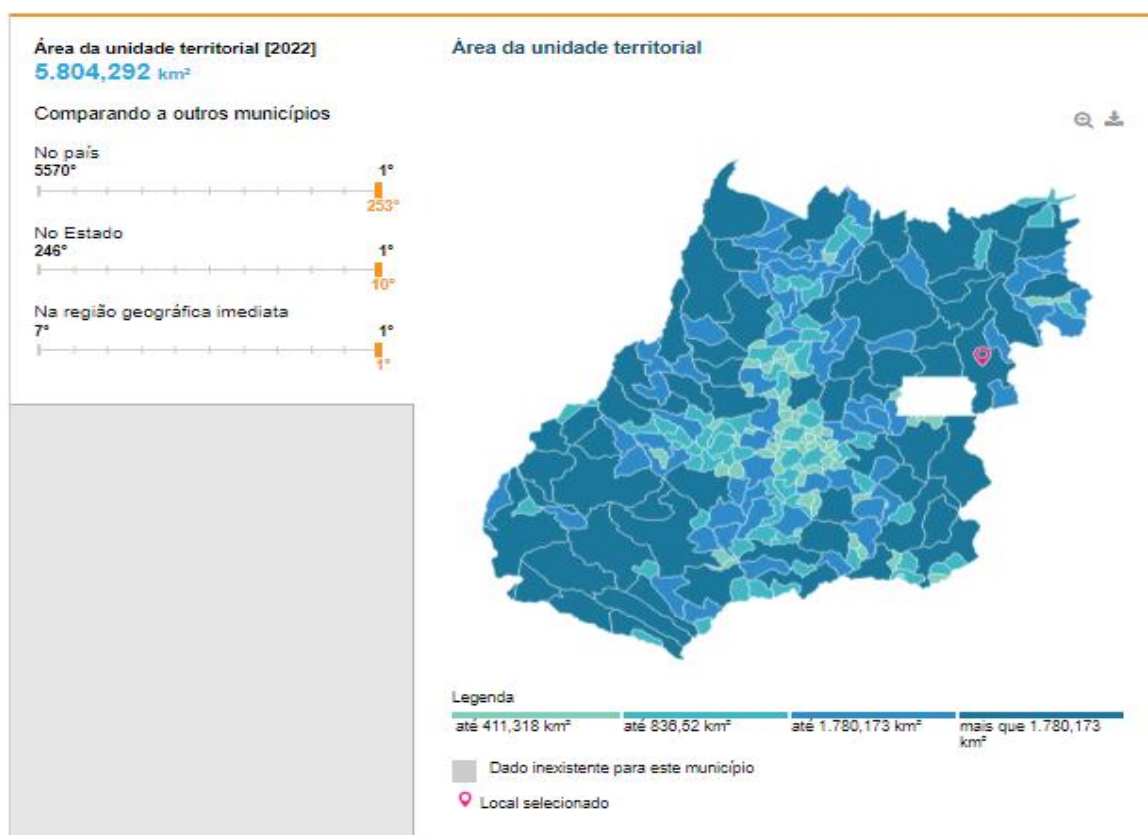 Área da unidade territorial [2022]
5.804,292 km²
Comparando a outros municípios
No país
5570° 1°
253°
No Estado
246° 1°
10°
Na região geográfica imediata
7° 1°
1°
Área da unidade territorial
Legenda
até 411,318 km²
até 836,52 km²
até 1.780,173 km²
mais que 1.780,173
km²
Dado inexistente para este município
Local selecionado